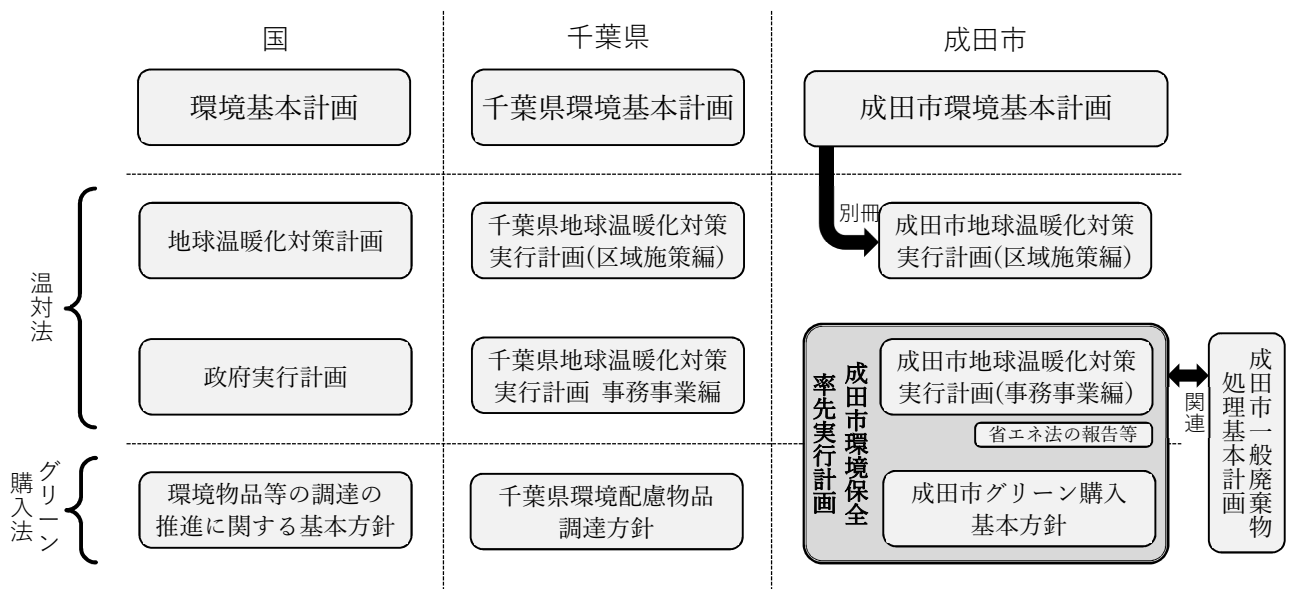 国
千葉県
成田市
環境基本計画
千葉県環境基本計画
成田市環境基本計画
温対法
地球温暖化対策計画
千葉県地球温暖化対策
実行計画(区域施策編)
別冊
成田市地球温暖化対策
実行計画(区域施策編)
政府実行計画
千葉県地球温暖化対策
実行計画 事務事業編
成田市環境保全
率先実行計画
成田市地球温暖化対策
実行計画(事務事業編)
省エネ法の報告等
関連
成田市一般廃棄物
処理基本計画
グリーン
購入法
環境物品等の調達の
推進に関する基本方針
千葉県環境配慮物品
調達方針
成田市グリーン購入
基本方針